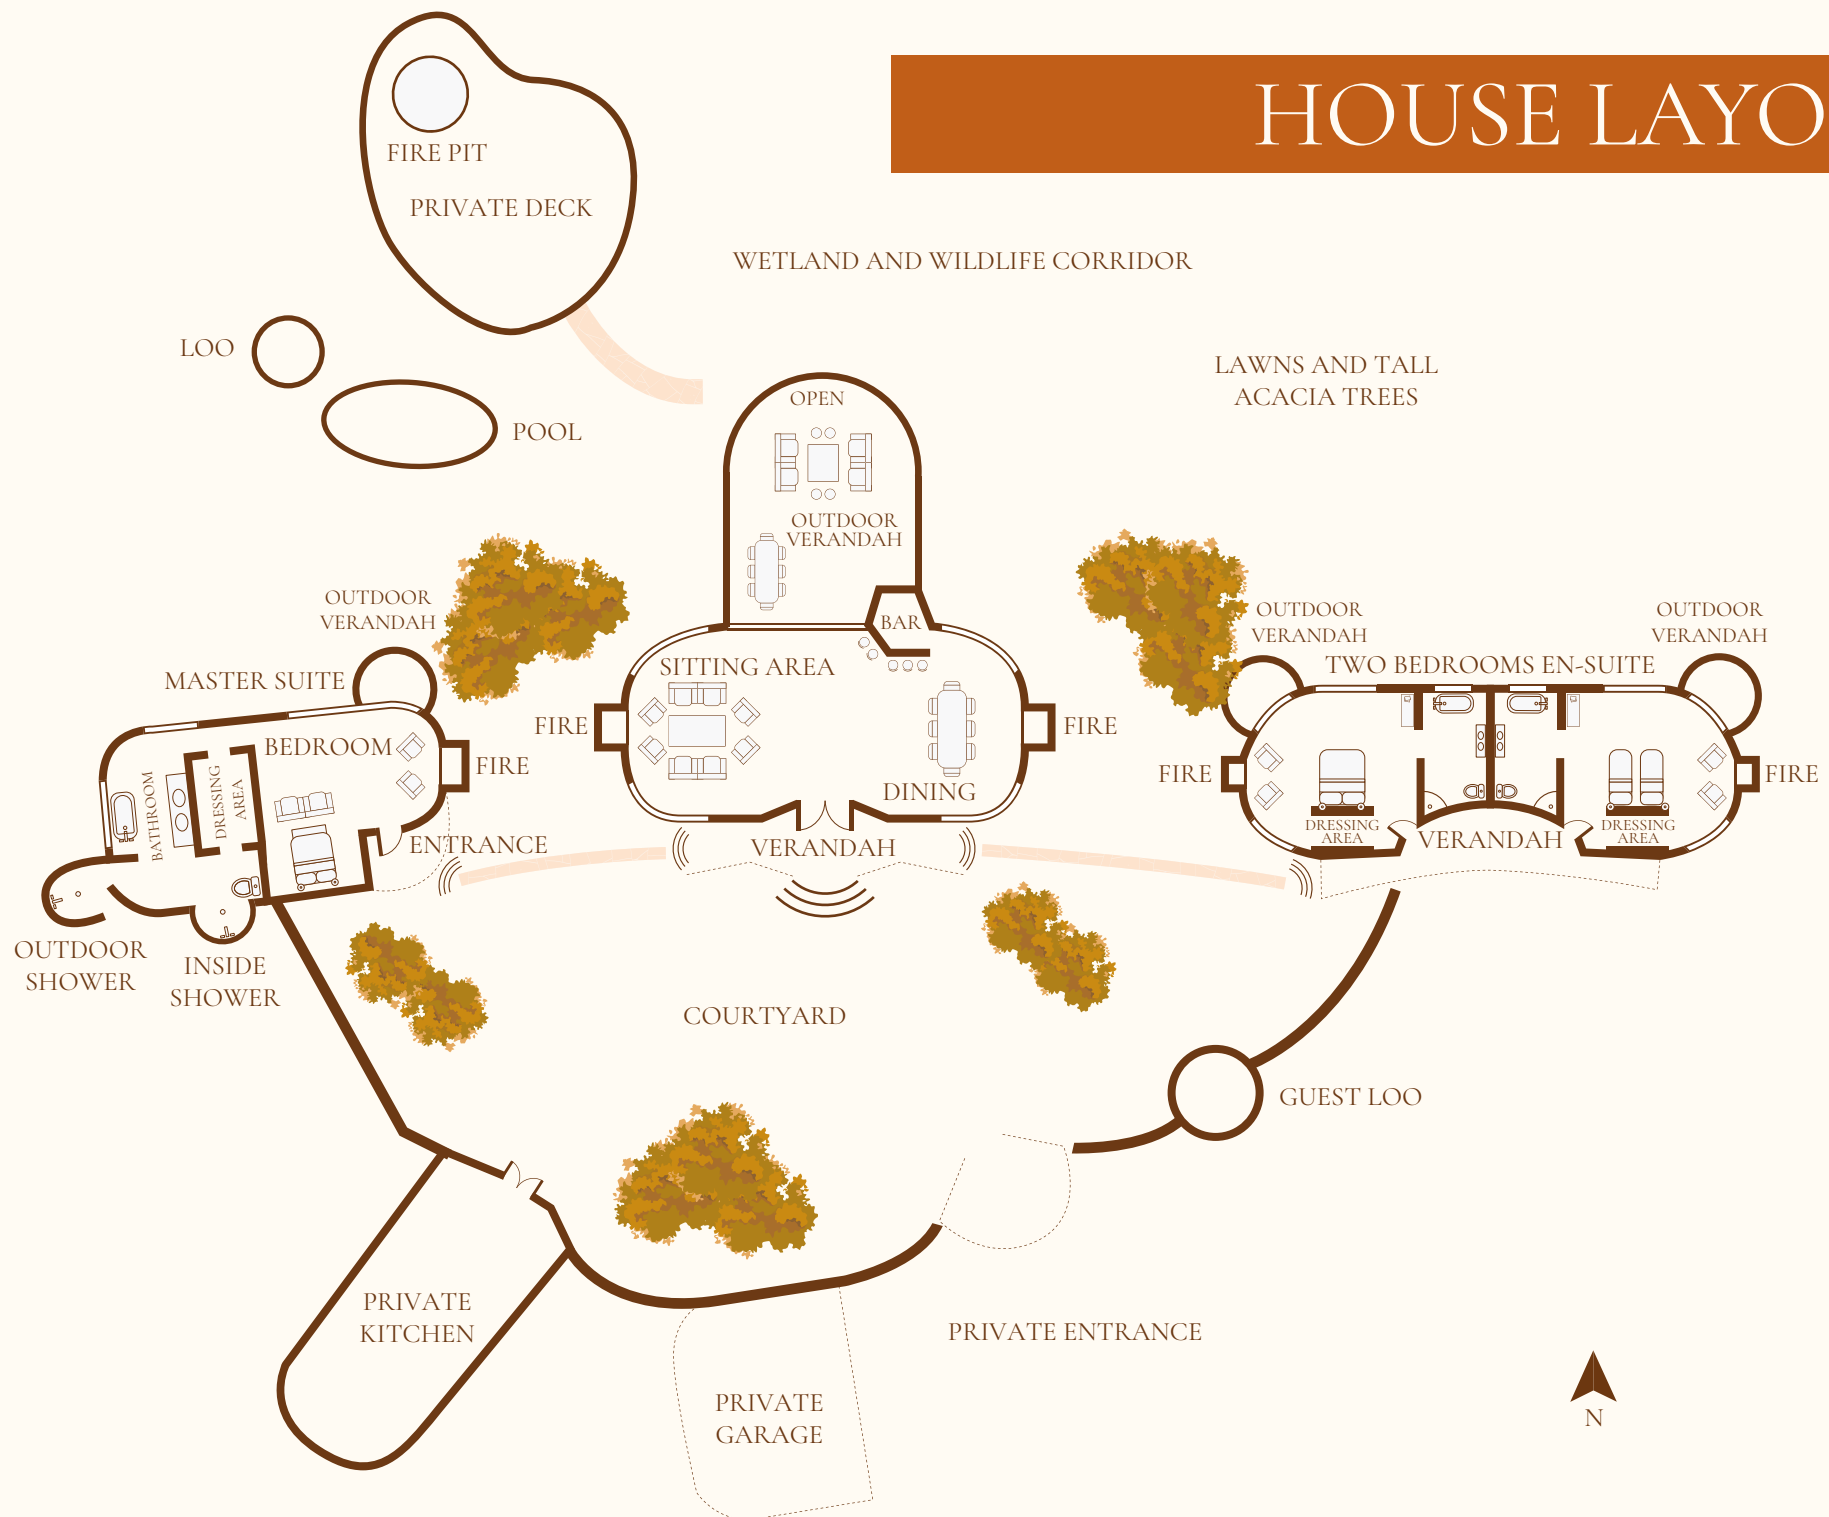 HOUSE LAYO
FIRE PIT
PRIVATE DECK
WETLAND AND WILDLIFE CORRIDOR
LOO
LAWNS AND TALL
ACACIA TREES
POOL
OPEN
OUTDOOR
VERANDAH
BAR
OUTDOOR
VERANDAH
MASTER SUITE
BEDROOM
FIRE
BATHROOM
DRESSING
AREA
ENTRANCE
OUTDOOR
SHOWER
INSIDE
SHOWER
SITTING AREA
FIRE
FIRE
DINING
VERANDAH
OUTDOOR
VERANDAH
OUTDOOR
VERANDAH
TWO BEDROOMS EN-SUITE
FIRE
FIRE
DRESSING
AREA
VERANDAH
DRESSING
AREA
COURTYARD
GUEST LOO
PRIVATE
KITCHEN
PRIVATE ENTRANCE
PRIVATE
GARAGE
N